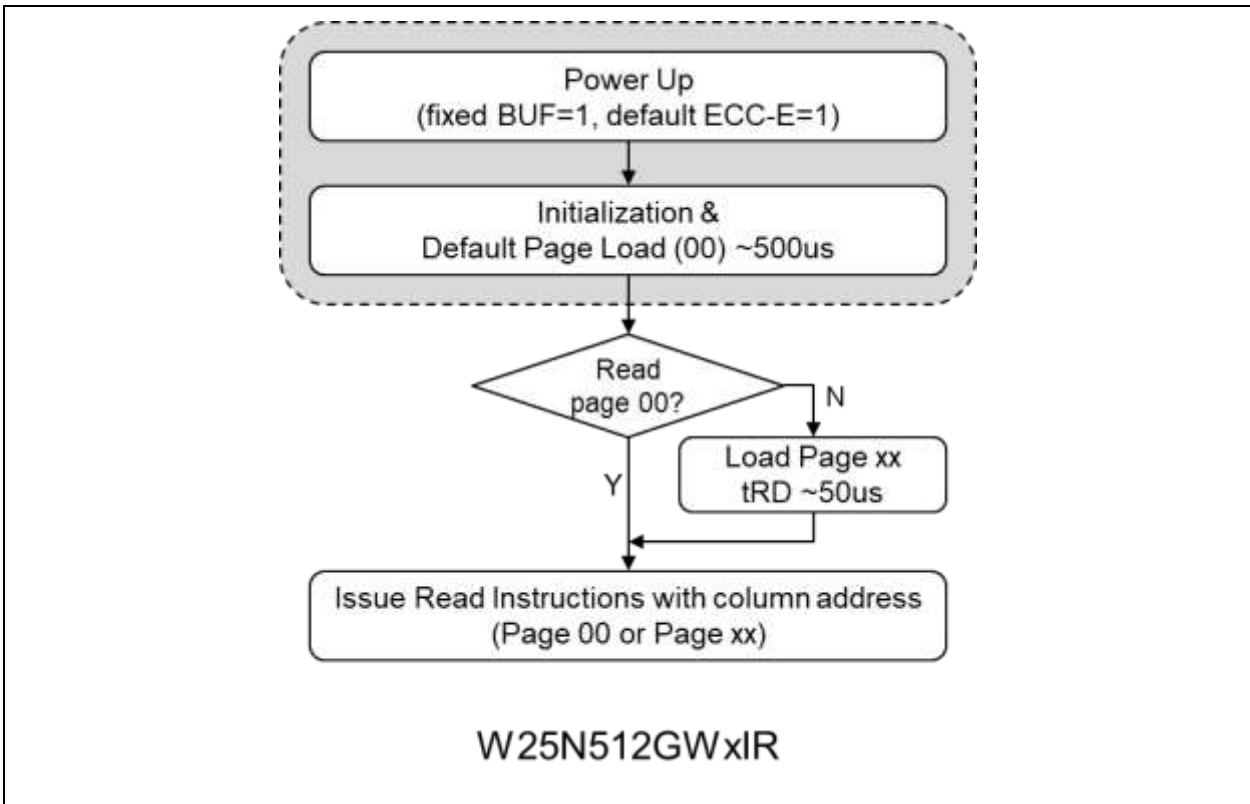 Power Up
(fixed BUF=1, default ECC-E=1)
Initialization &
Default Page Load (00) ~500us
Read
page 00?
N
Load Page xx
tRD ~50us
Y
Issue Read Instructions with column address
(Page 00 or Page xx)
W25N512GWxIR